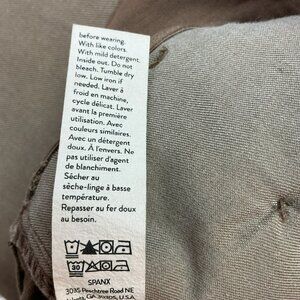 before wearing.
With like colors.
With mild detergent.
Inside out. Do not
bleach. Tumble dry
low. Low iron if
needed. Laver à
froid en machine,
cycle délicat. Laver
avant la première
utilisation. Avec
couleurs similaires.
Avec un détergent
doux. À l'envers. Ne
pas utiliser d'agent
de blanchiment.
Sécher au
sèche-linge à basse
température.
Repasser au fer doux
au besoin.
30
SPANX
3035 Peachtree Road NE
GA 30305, U.S.A.